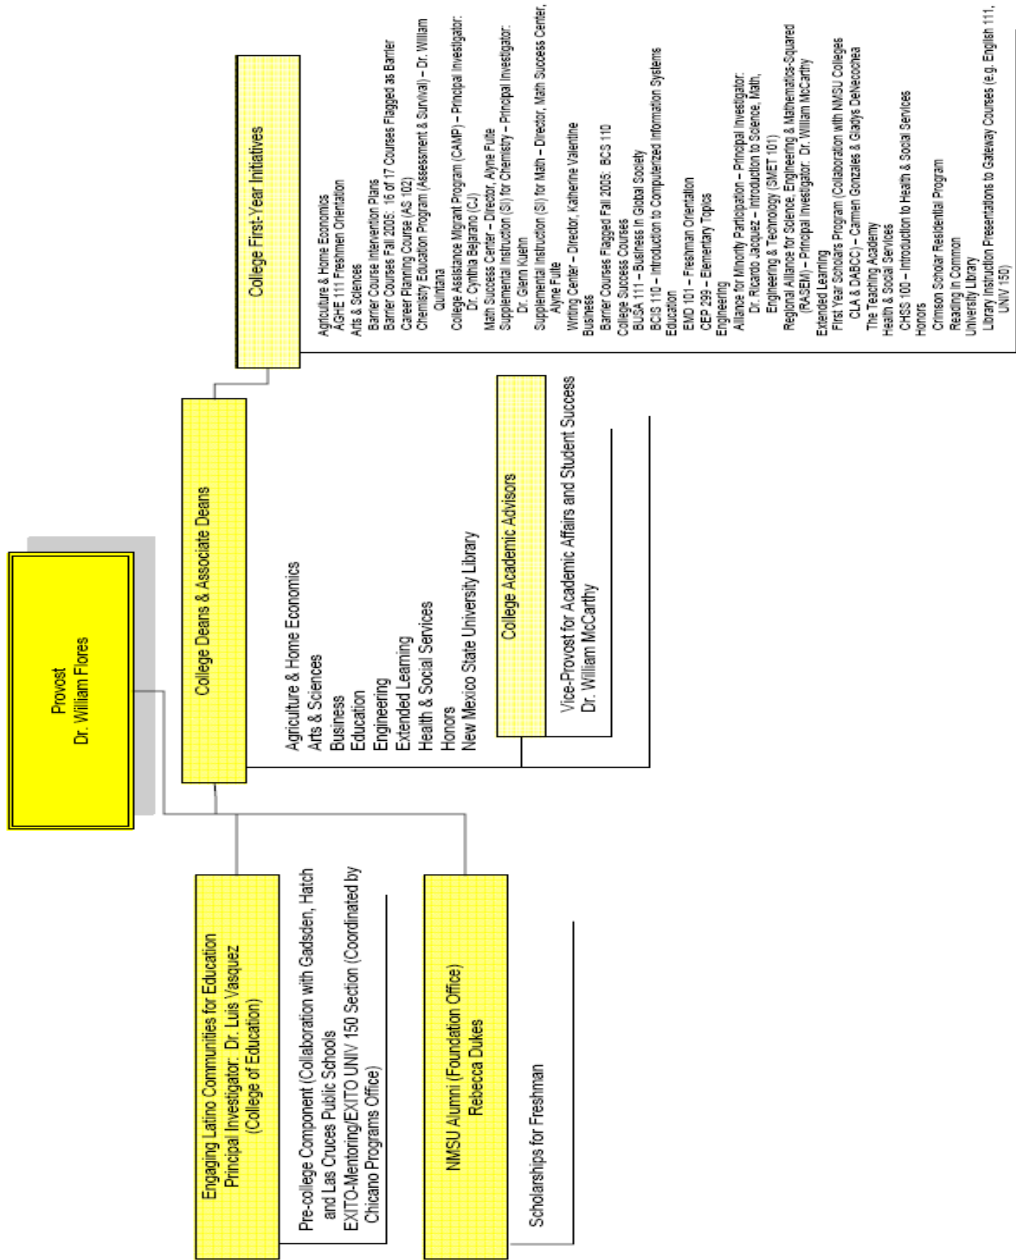 Provost
Dr. William Flores
Engaging Latino Communities for Education
Principal Investigator: Dr. Luis Vasquez
(College of Education)
Pre-college Component (Collaboration with Gadsden, Hatch
and Las Cruces Public Schools
EXITO-Mentoring/EXITO UNIV 150 Section (Coordinated by
Chicano Programs Office)
NMSU Alumni (Foundation Office)
Rebecca Dukes
Scholarships for Freshman
College Deans & Associate Deans
Agriculture & Home Economics
Arts & Sciences
Business
Education
Engineering
Extended Learning
Health & Social Services
Honors
New Mexico State University Library
College Academic Advisors
Vice-Provost for Academic Affairs and Student Success
Dr. William McCarthy
College First-Year Initiatives
Agriculture & Home Economics
AGHE 111 Freshmen Orientation
Arts & Sciences
Barrier Course Intervention Plans
Barrier Courses Fall 2005: 16 of 17 Courses Flagged as Barrier
Career Planning Course (AS 102)
Chemistry Education Program (Assessment & Survival) – Dr. William
Quintana
College Assistance Migrant Program (CAMP) – Principal Investigator:
Dr. Cynthia Bejarano (CJ)
Math Success Center – Director, Alyne Fulte
Supplemental Instruction (SI) for Chemistry – Principal Investigator:
Dr. Glenn Kuehn
Supplemental Instruction (SI) for Math – Director, Math Success Center,
Alyne Fulte
Writing Center – Director, Katherine Valentine
Business
Barrier Courses Flagged Fall 2005: BCS 110
College Success Courses
BUSA 111 – Business In Global Society
BCIS 110 – Introduction to Computerized Information Systems
Education
EMD 101 – Freshman Orientation
CEP 299 – Elementary Topics
Engineering
Alliance for Minority Participation – Principal Investigator:
Dr. Ricardo Jacquez – Introduction to Science, Math,
Engineering & Technology (SMET 101)
Regional Alliance for Science, Engineering & Mathematics-Squared
(RASEM) – Principal Investigator: Dr. William McCarthy
Extended Learning
First Year Scholars Program (Collaboration with NMSU Colleges
CLA & DABCC) – Carmen Gonzales & Gladys DeNecochea
The Teaching Academy
Health & Social Services
CHSS 100 – Introduction to Health & Social Services
Honors
Crimson Scholar Residential Program
Reading in Common
University Library
Library Instruction Presentations to Gateway Courses (e.g. English 111,
UNIV 150)